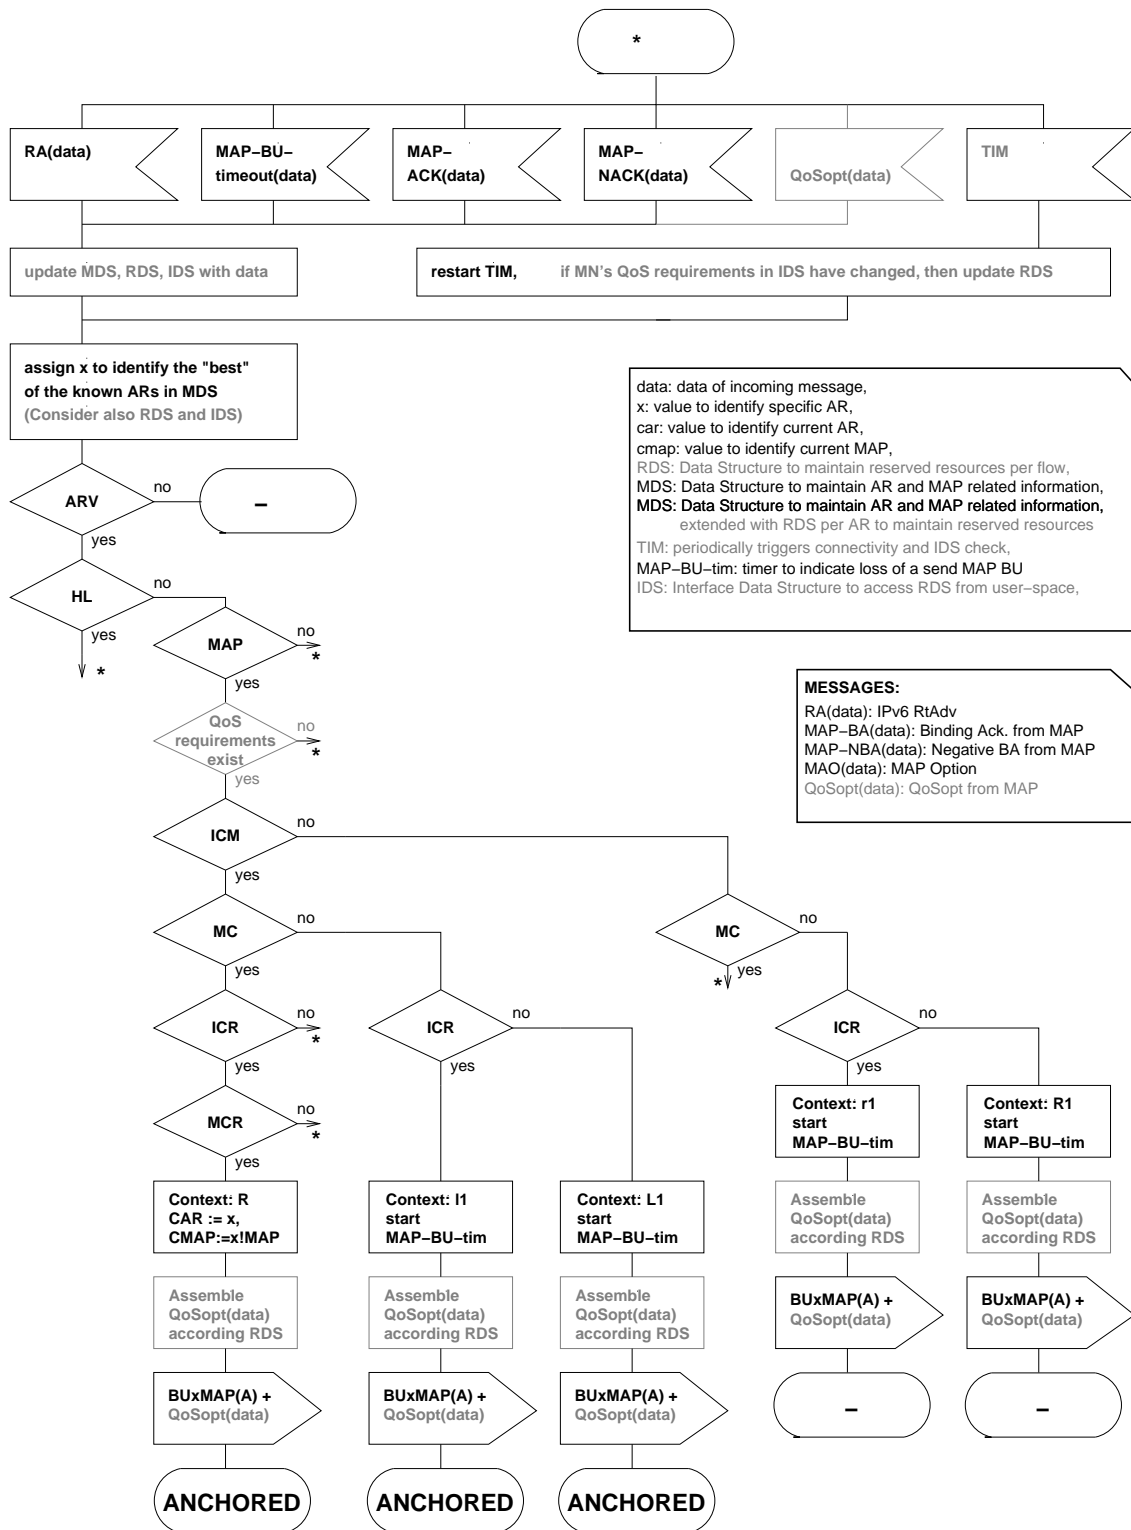 *
RA(data)
MAP–BU–
timeout(data)
MAP–
ACK(data)
MAP–
NACK(data)
QoSopt(data)
TIM
update MDS, RDS, IDS with data
restart TIM, if MN's QoS requirements in IDS have changed, then update RDS
assign x to identify the "best"
of the known ARs in MDS
(Consider also RDS and IDS)
data: data of incoming message,
x: value to identify specific AR,
car: value to identify current AR,
cmap: value to identify current MAP,
RDS: Data Structure to maintain reserved resources per flow,
MDS: Data Structure to maintain AR and MAP related information,
MDS: Data Structure to maintain AR and MAP related information,
extended with RDS per AR to maintain reserved resources
TIM: periodically triggers connectivity and IDS check,
MAP–BU–tim: timer to indicate loss of a send MAP BU
IDS: Interface Data Structure to access RDS from user–space,
ARV
no
–
yes
HL
no
yes
*
MAP
no
*
yes
MESSAGES:
RA(data): IPv6 RtAdv
MAP–BA(data): Binding Ack. from MAP
MAP–NBA(data): Negative BA from MAP
MAO(data): MAP Option
QoSopt(data): QoSopt from MAP
QoS
requirements
exist
no
*
yes
ICM
no
yes
MC
no
yes
MC
no
yes
*
ICR
no
*
yes
ICR
no
yes
ICR
no
yes
MCR
no
*
yes
Context: r1
start
MAP–BU–tim
Context: R1
start
MAP–BU–tim
Context: R
CAR := x,
CMAP:=x!MAP
Context: I1
start
MAP–BU–tim
Context: L1
start
MAP–BU–tim
Assemble
QoSopt(data)
according RDS
Assemble
QoSopt(data)
according RDS
Assemble
QoSopt(data)
according RDS
Assemble
QoSopt(data)
according RDS
Assemble
QoSopt(data)
according RDS
BUxMAP(A) +
QoSopt(data)
BUxMAP(A) +
QoSopt(data)
BUxMAP(A) +
QoSopt(data)
BUxMAP(A) +
QoSopt(data)
BUxMAP(A) +
QoSopt(data)
–
–
ANCHORED
ANCHORED
ANCHORED